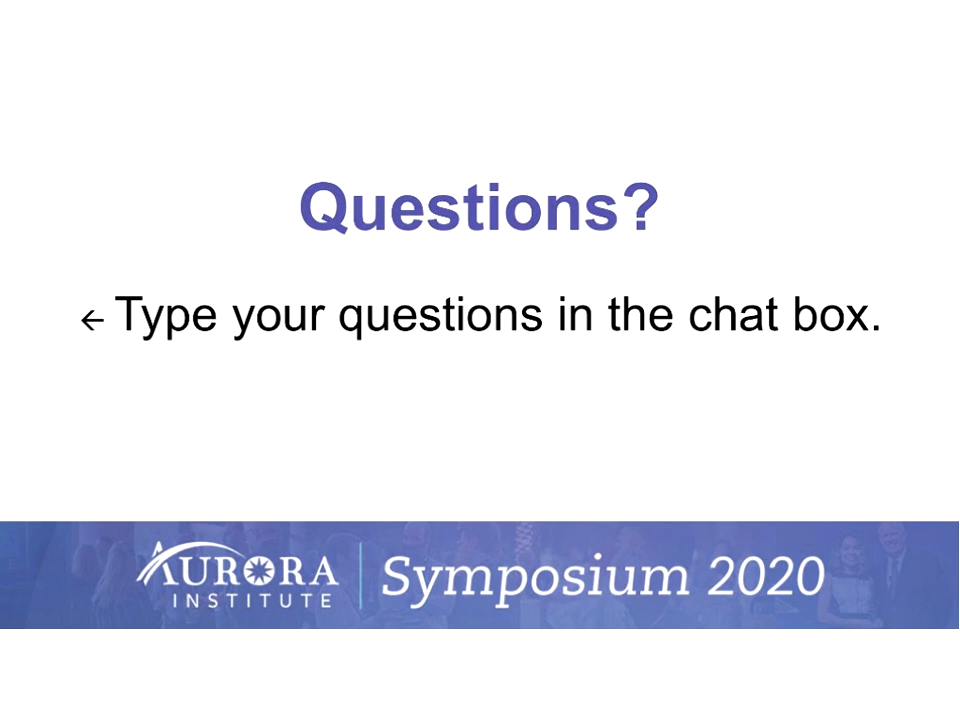 Questions?
← Type your questions in the chat box.
AURORA
INSTITUTE
Symposium 2020